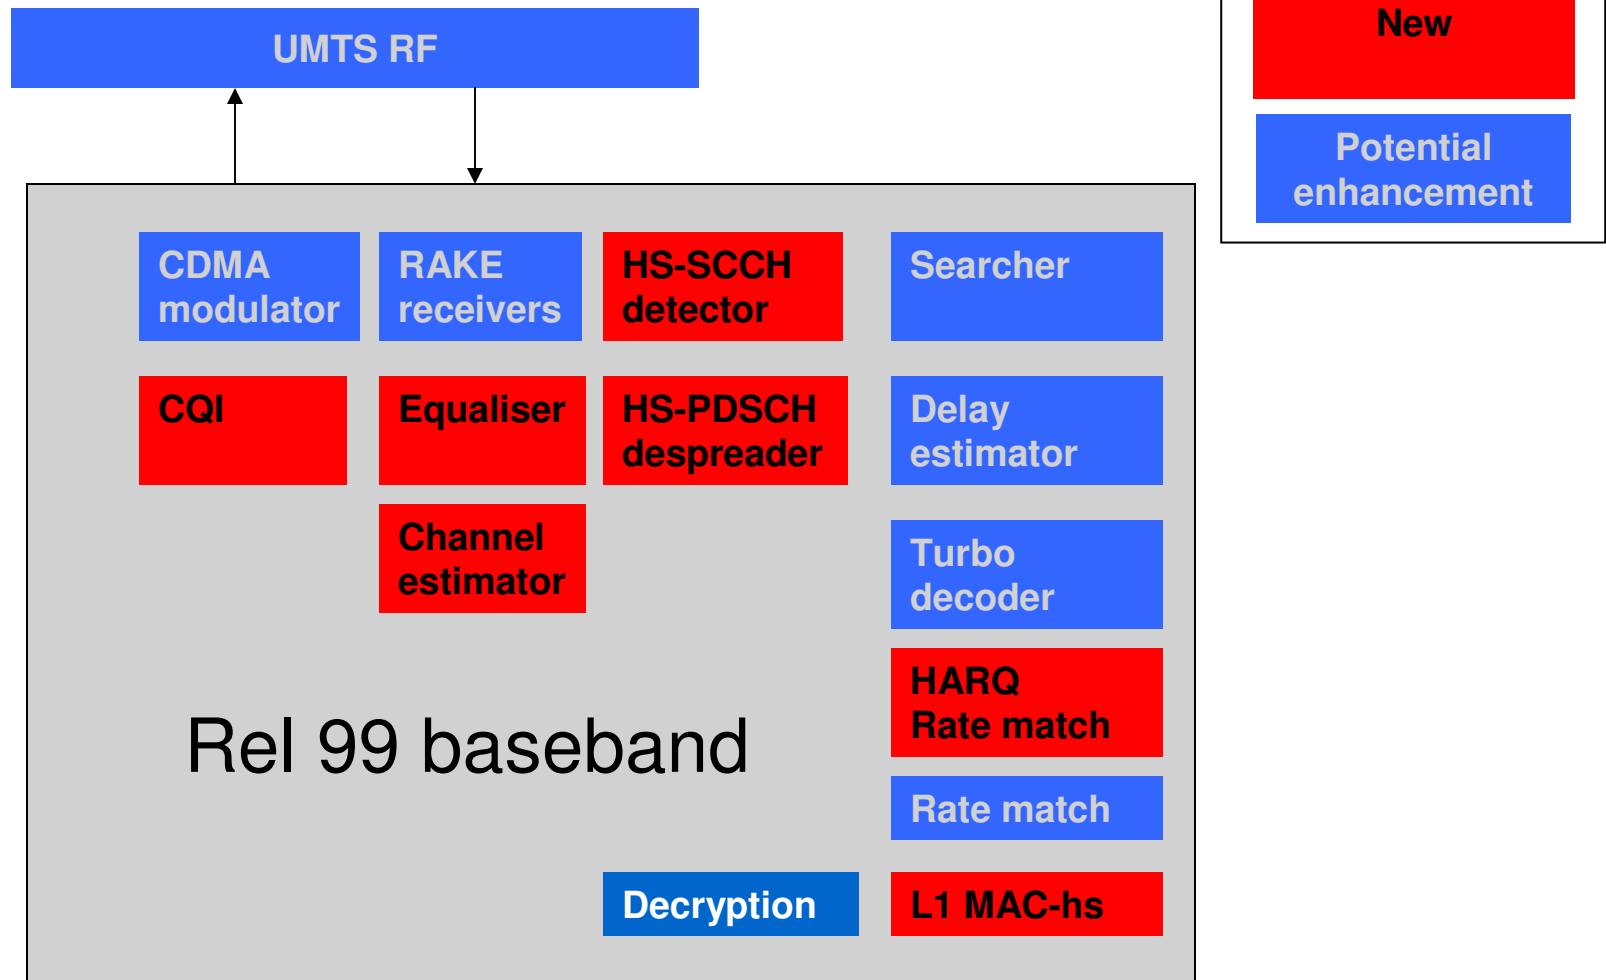 UMTS RF
New
Potential
enhancement
CDMA
modulator
RAKE
receivers
HS-SCCH
detector
Searcher
CQI
Equaliser
HS-PDSCH
despreader
Delay
estimator
Channel
estimator
Turbo
decoder
HARQ
Rate match
Rel 99 baseband
Rate match
Decryption
L1 MAC-hs